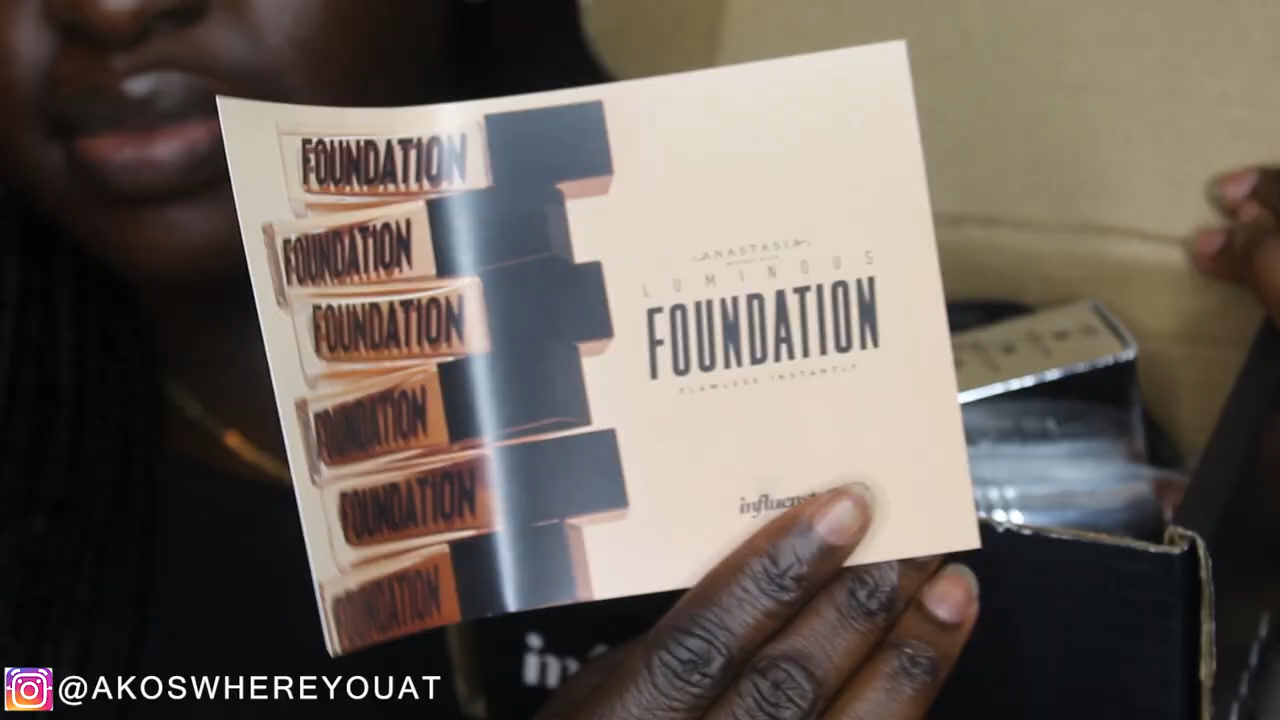 FOUNDATION
FOUNDATION
FOUNDATION
FOUNDATION
FOUNDATION
FOUNDATION
ANASTASIA
LUMINOUS
FOUNDATION
FLAWLESS INSTANTLY
@AKOSWHEREYOUAT